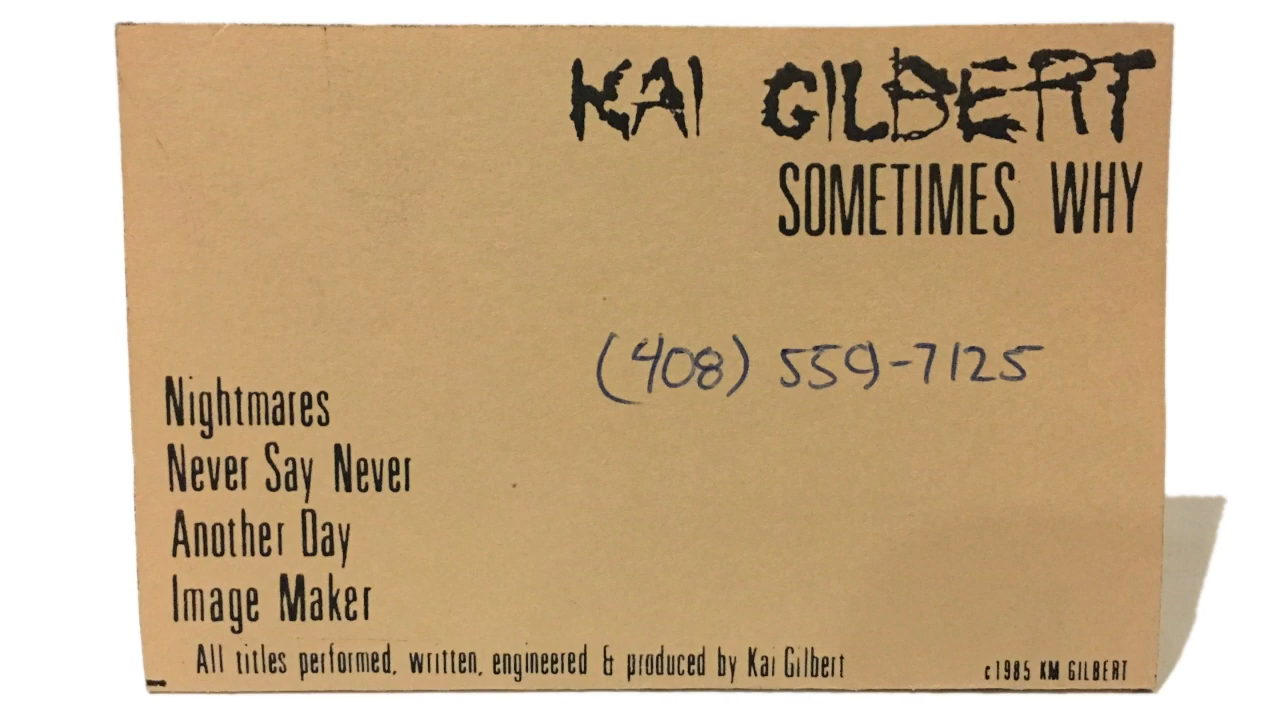 KAI GILBERT
SOMETIMES WHY
(408) 559-7125
Nightmares
Never Say Never
Another Day
Image Maker
All titles performed, written, engineered & produced by Kai Gilbert
c1985 KM GILBERT